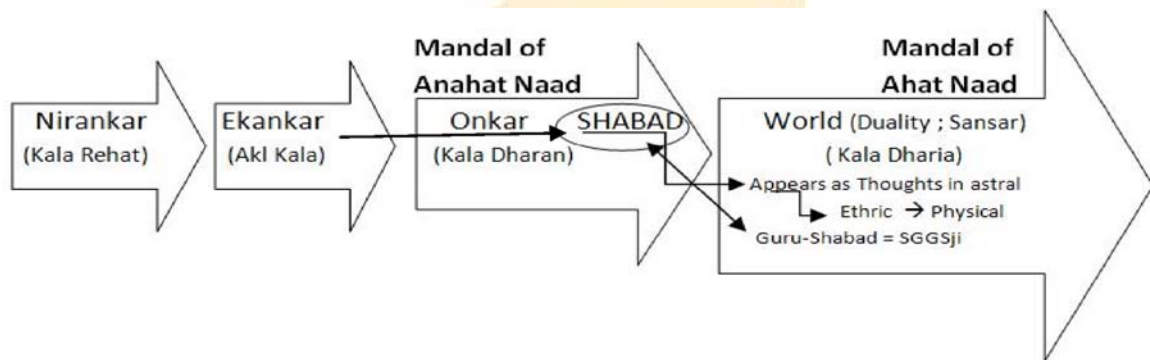 Mandal of
Anahat Naad
Mandal of
Ahat Naad
Nirankar
(Kala Rehat)
Ekankar
(Akl Kala)
Onkar
(Kala Dharan)
SHABAD
World (Duality ; Sansar)
( Kala Dharia)
Appears as Thoughts in astral
Ethric → Physical
Guru-Shabad = SGGSji